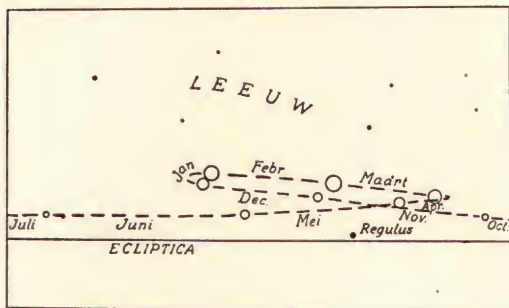 LEEUW
Jan
Febr
Maart
Dec.
Mei
Nov.
Apr.
Juli
Juni
Oct.
Regulus
ECLIPTICA